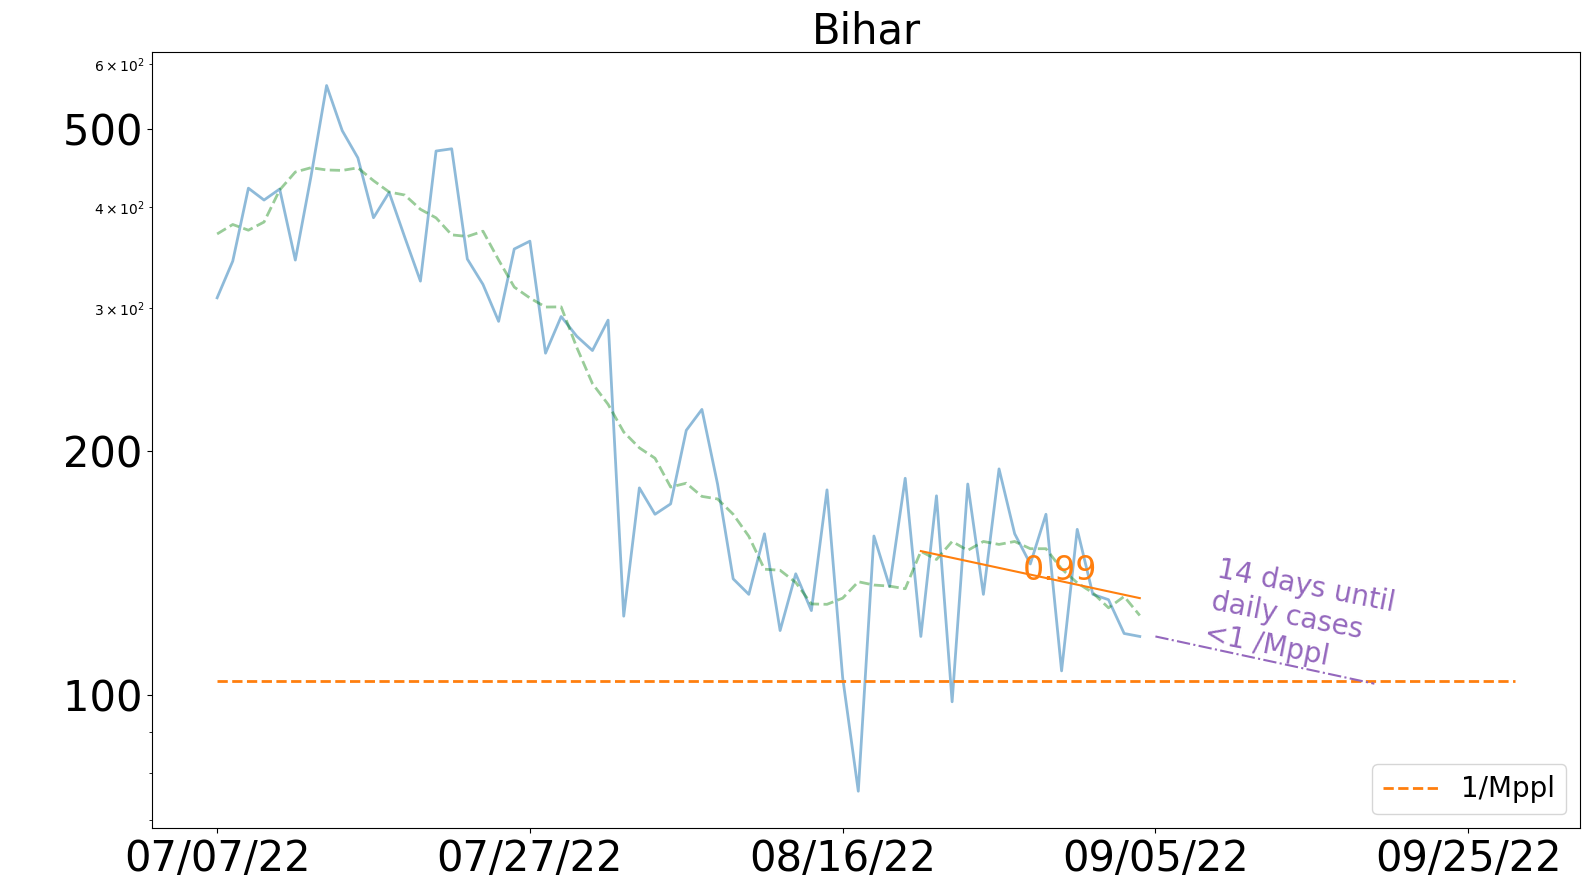 Bihar
6 × 10²
500
4 × 10²
3 × 10²
200
100
0.99
14 days until
daily cases
<1 /Mppl
1/Mppl
07/07/22
07/27/22
08/16/22
09/05/22
09/25/22